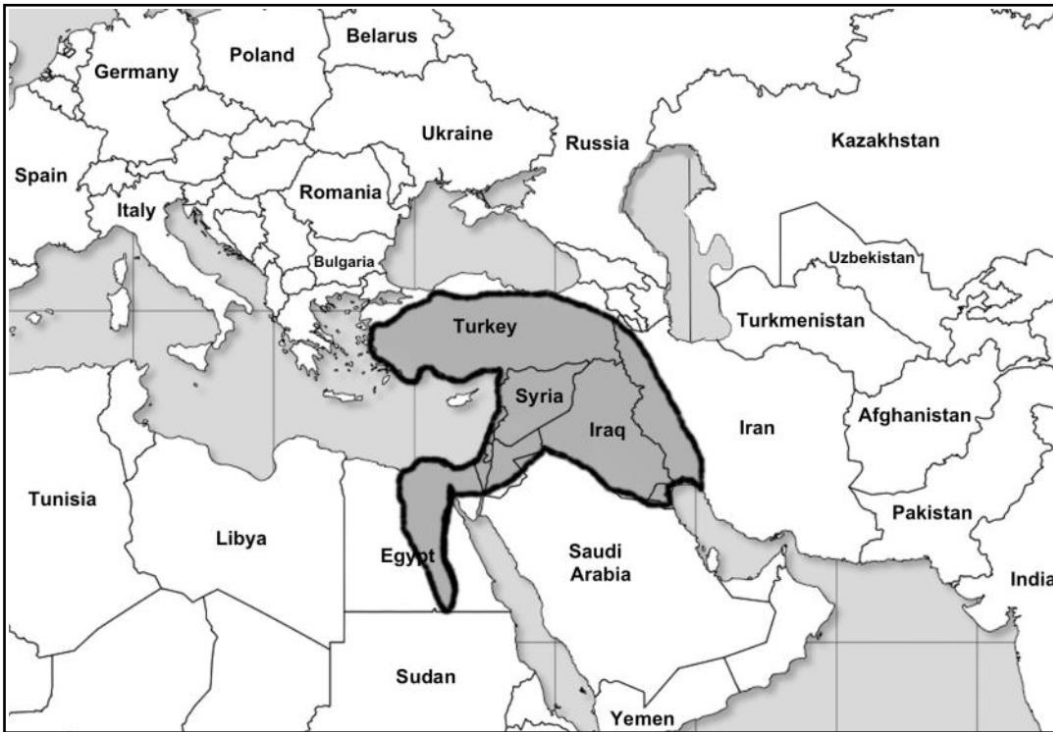 Belarus
Germany
Poland
Ukraine
Russia
Kazakhstan
Spain
Romania
Italy
Bulgaria
Uzbekistan
Turkey
Turkmenistan
Syria
Afghanistan
Iraq
Iran
Tunisia
Pakistan
Libya
Egypt
Saudi
Arabia
India
Sudan
Yemen